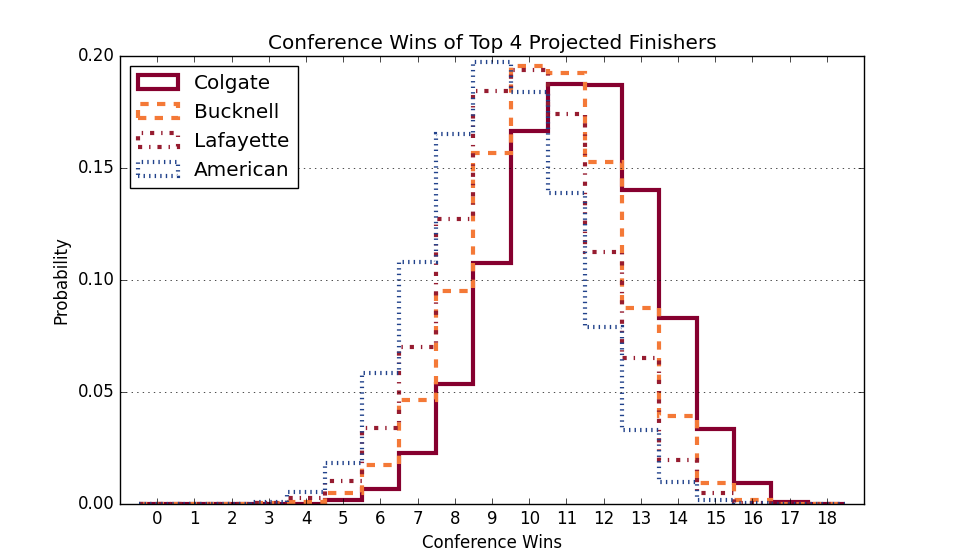 Conference Wins of Top 4 Projected Finishers
Colgate
Bucknell
Lafayette
American
Probability
0.20
0.15
0.10
0.05
0.00
0 1 2 3 4 5 6 7 8 9 10 11 12 13 14 15 16 17 18
Conference Wins